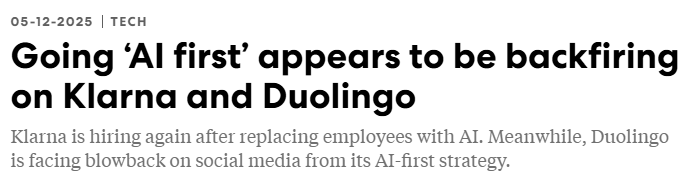 05-12-2025 | TECH
Going ‘AI first’ appears to be backfiring
on Klarna and Duolingo
Klarna is hiring again after replacing employees with AI. Meanwhile, Duolingo
is facing blowback on social media from its AI-first strategy.